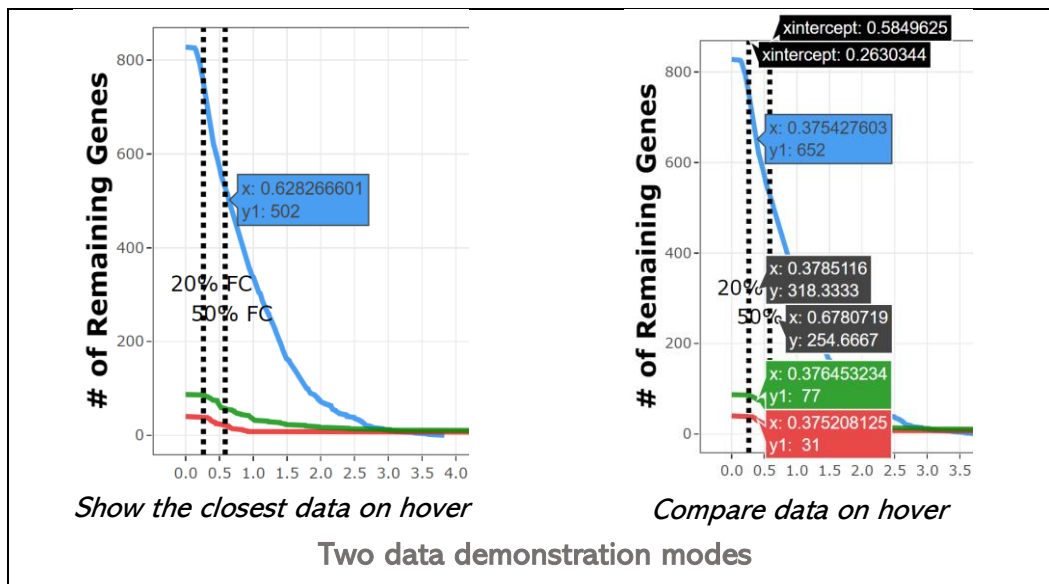 # of Remaining Genes
800
600
400
200
0
x: 0.628266601
y1: 502
20% FC
50% FC
0.0 0.5 1.0 1.5 2.0 2.5 3.0 3.5 4.0
Show the closest data on hover
# of Remaining Genes
800
600
400
200
0
xintercept: 0.5849625
xintercept: 0.2630344
x: 0.375427603
y1: 652
x: 0.3785116
y: 318.3333
20%
x: 0.6780719
y: 254.6667
50%
x: 0.376453234
y1: 77
x: 0.375208125
y1: 31
0.0 0.5 1.0 1.5 2.0 2.5 3.0 3.5
Compare data on hover
Two data demonstration modes